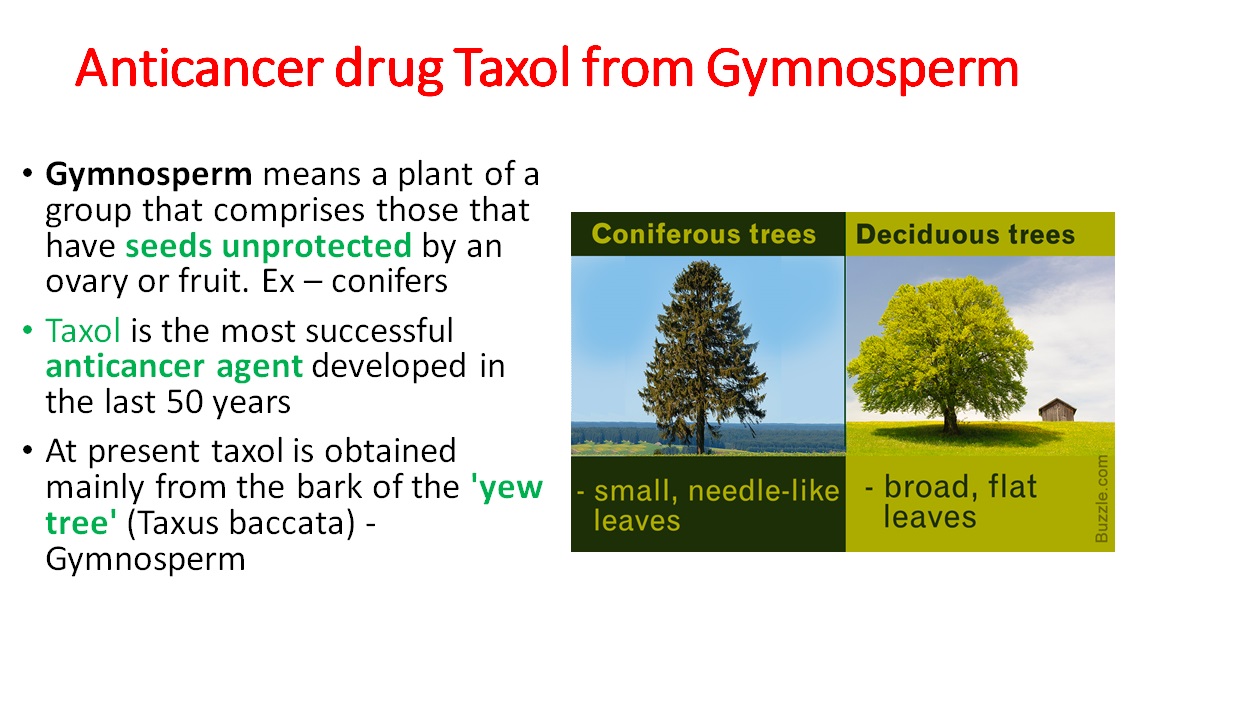 Anticancer drug Taxol from Gymnosperm
• Gymnosperm means a plant of a
group that comprises those that
have seeds unprotected by an
ovary or fruit. Ex – conifers
• Taxol is the most successful
anticancer agent developed in
the last 50 years
• At present taxol is obtained
mainly from the bark of the 'yew
tree' (Taxus baccata) -
Gymnosperm
Coniferous trees
- small, needle-like
leaves
Deciduous trees
- broad, flat
leaves
Buzzle.com